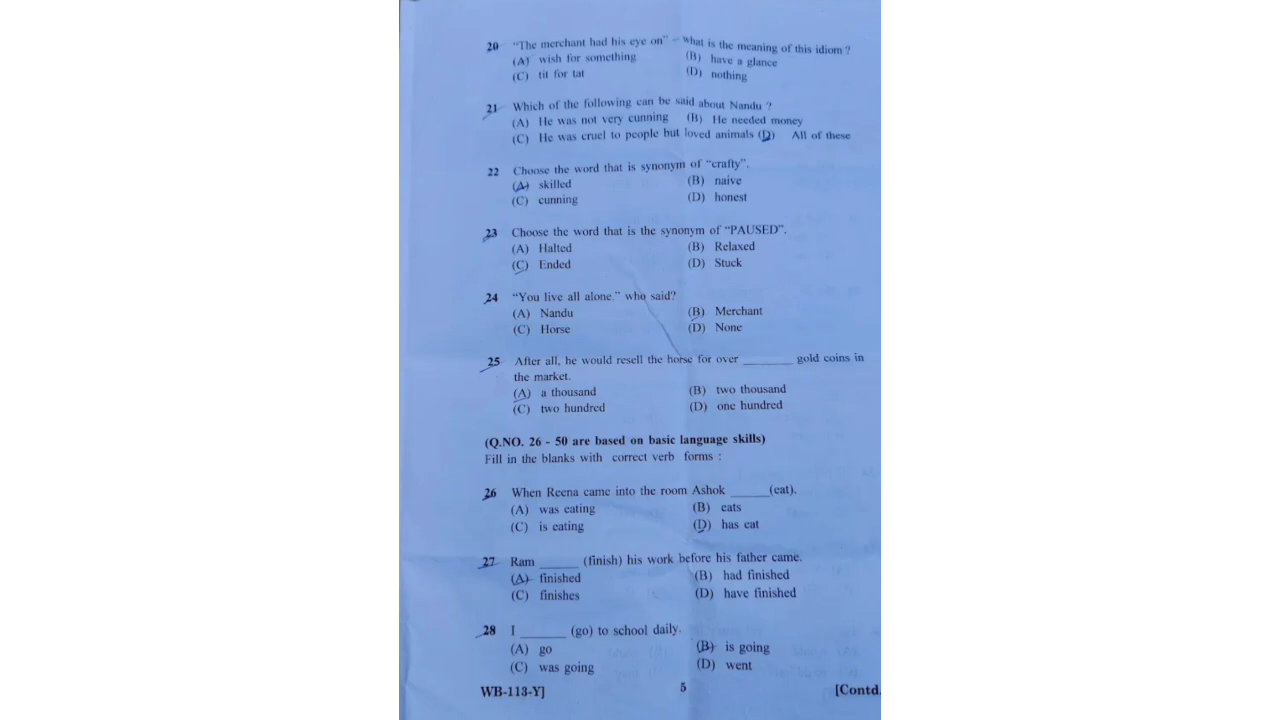 20 "The merchant had his eye on" – what is the meaning of this idiom ?
(A) wish for something (B) have a glance
(C) tit for tat (D) nothing
21 Which of the following can be said about Nandu ?
(A) He was not very cunning (B) He needed money
(C) He was cruel to people but loved animals (D) All of these
22 Choose the word that is synonym of "crafty".
(A) skilled (B) naive
(C) cunning (D) honest
23 Choose the word that is the synonym of "PAUSED".
(A) Halted (B) Relaxed
(C) Ended (D) Stuck
24 "You live all alone." who said?
(A) Nandu (B) Merchant
(C) Horse (D) None
25 After all, he would resell the horse for over _______ gold coins in
the market.
(A) a thousand (B) two thousand
(C) two hundred (D) one hundred
(Q.NO. 26 - 50 are based on basic language skills)
Fill in the blanks with correct verb forms :
26 When Reena came into the room Ashok ______(eat).
(A) was eating (B) eats
(C) is eating (D) has eat
27 Ram ______ (finish) his work before his father came.
(A) finished (B) had finished
(C) finishes (D) have finished
28 I _______ (go) to school daily.
(A) go (B) is going
(C) was going (D) went
WB-113-Y] 5 [Contd.